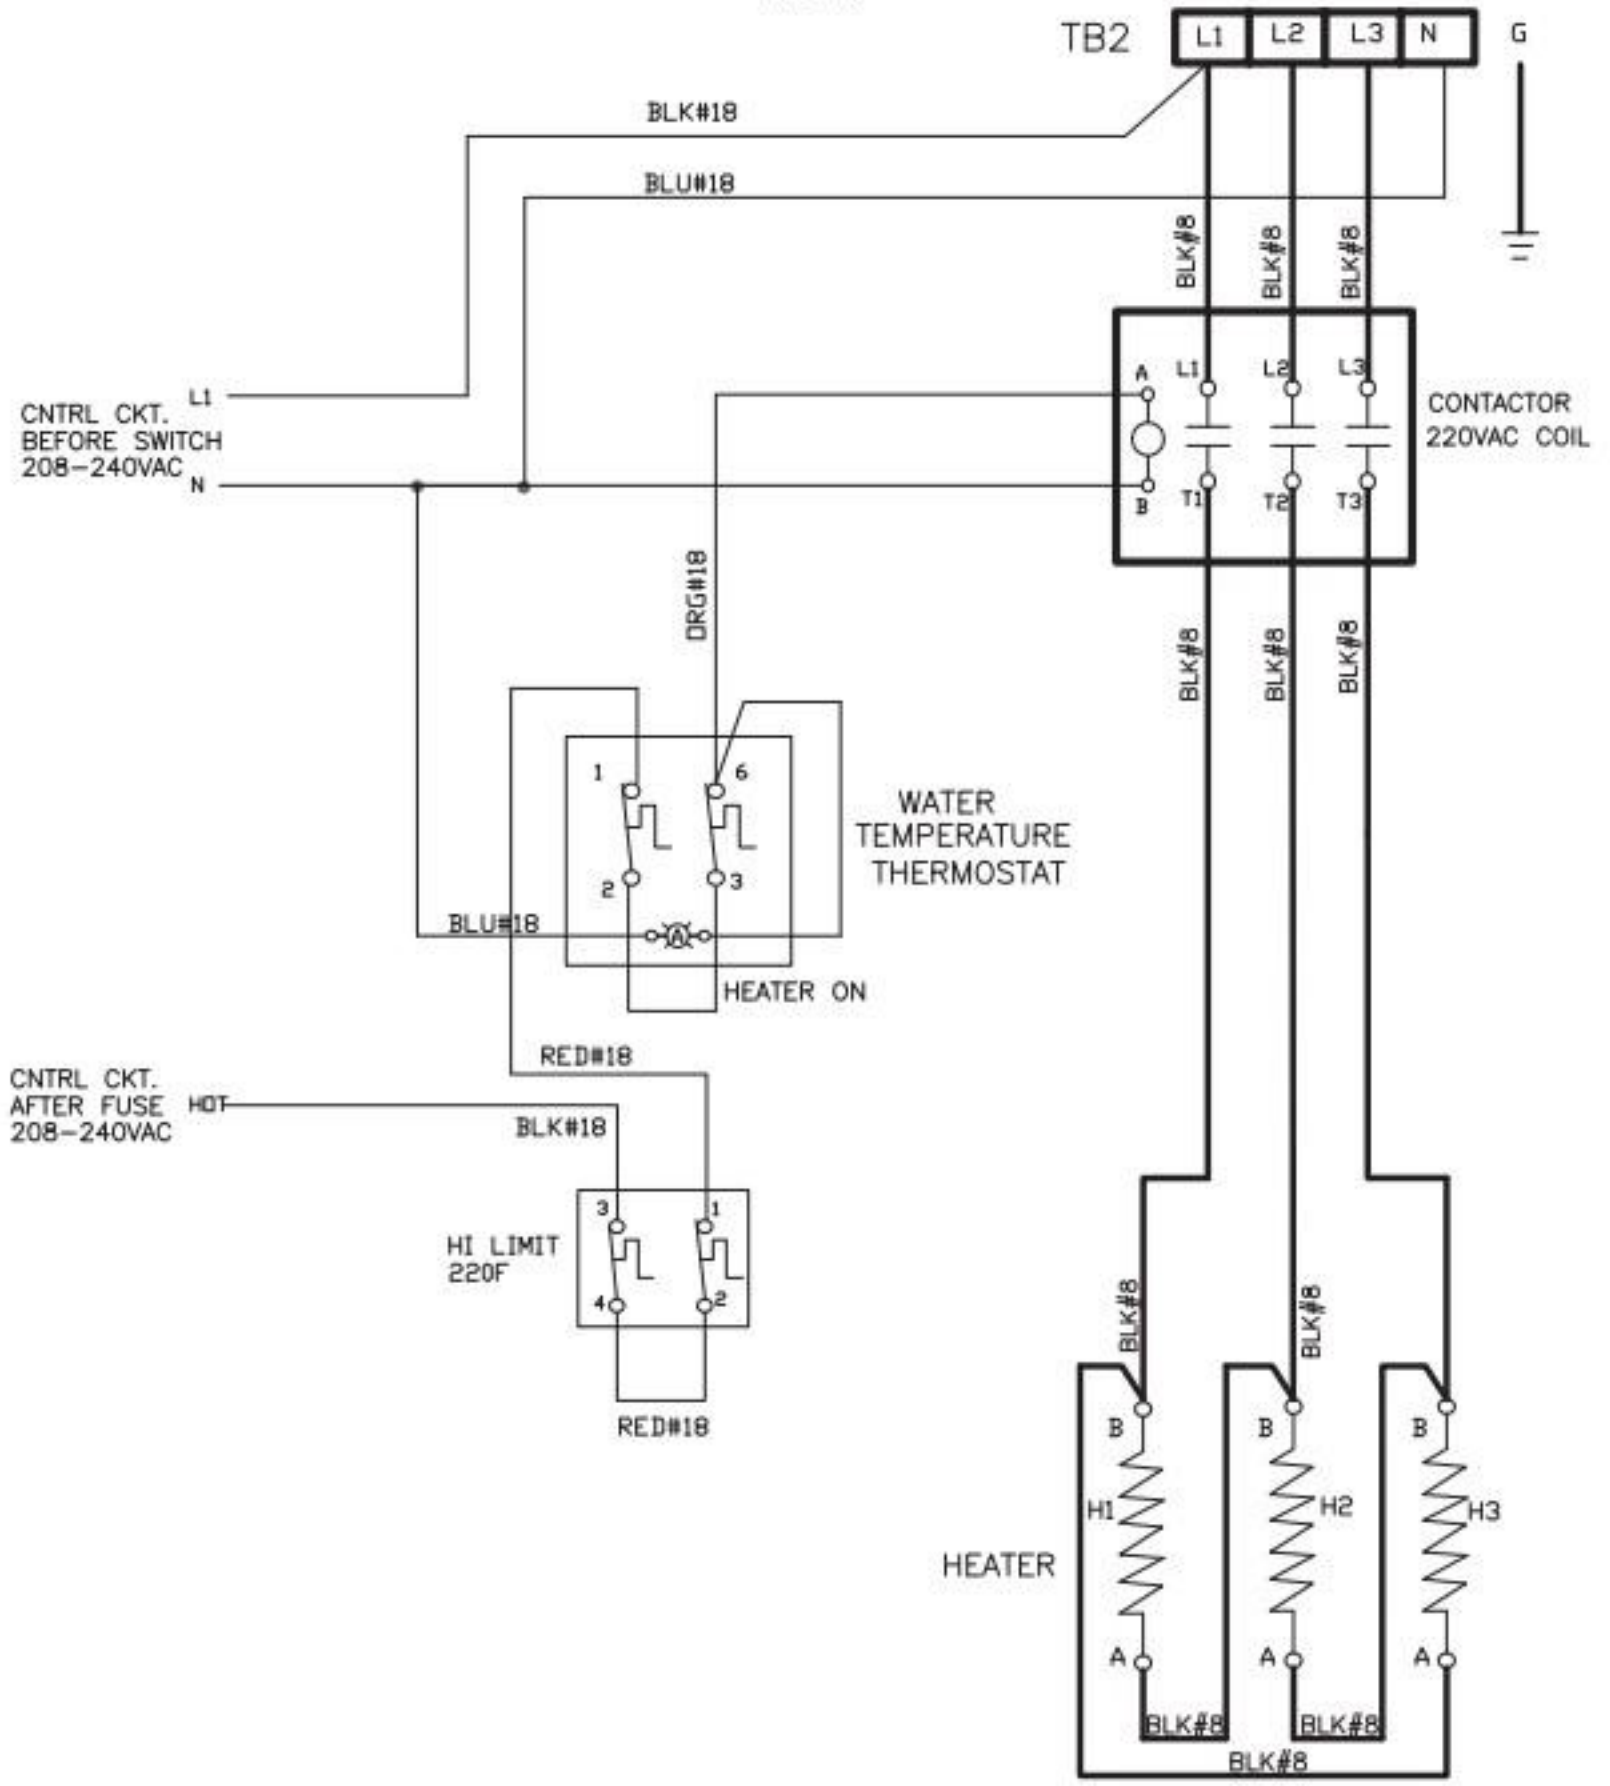 TB2 L1 L2 L3 N G
BLK#18
BLU#18
BLK#8 BLK#8 BLK#8
CNTRL CKT.
BEFORE SWITCH
208-240VAC
L1
N
A L1 L2 L3
B T1 T2 T3
CONTACTOR
220VAC COIL
ORG#18
BLK#8 BLK#8 BLK#8
1 6
2 3
WATER
TEMPERATURE
THERMOSTAT
BLU#18
A
HEATER ON
RED#18
CNTRL CKT.
AFTER FUSE HOT
208-240VAC
BLK#18
3 1
HI LIMIT
220F
4 2
RED#18
BLK#8 BLK#8
B B B
H1 H2 H3
HEATER
A A A
BLK#8 BLK#8
BLK#8